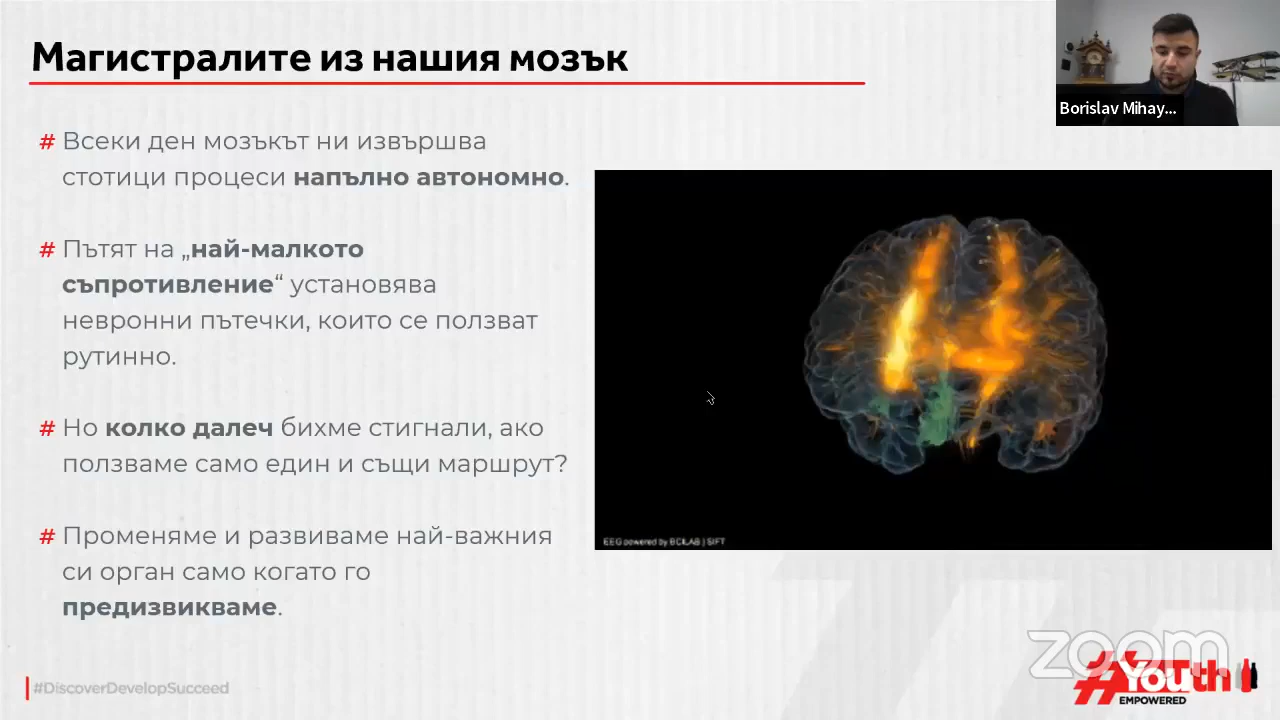 Магистралите из нашия мозък
Borislav Mihay...
# Всеки ден мозъкът ни извършва
стотици процеси напълно автономно.
# Пътят на „най-малкото
съпротивление“ установява
невронни пътечки, които се ползват
рутинно.
# Но колко далеч бихме стигнали, ако
ползваме само един и същи маршрут?
# Променяме и развиваме най-важния
си орган само когато го
предизвикваме.
EEG powered by BCILAB | SIFT
zoom
#DiscoverDevelopSucceed
#YouTth
EMPOWERED